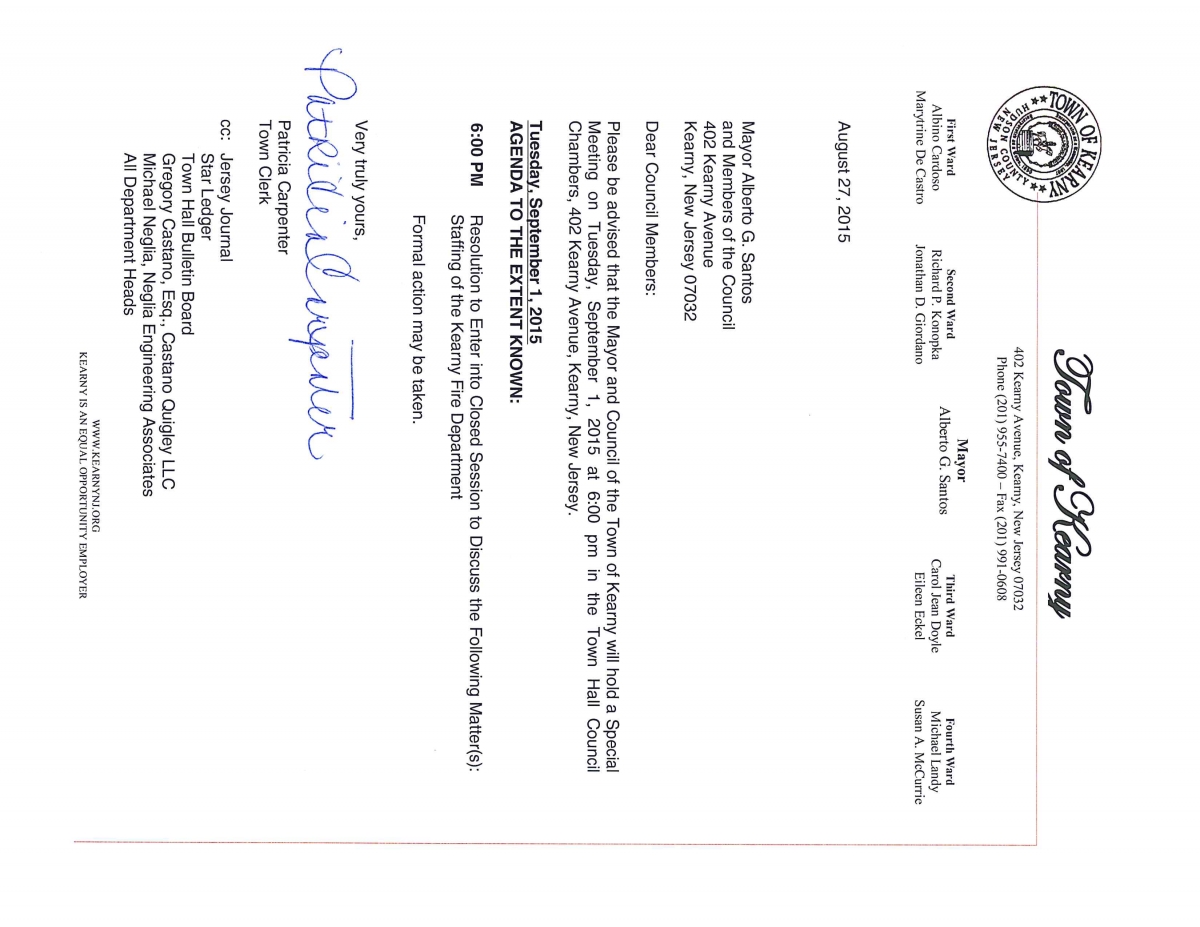 TOWN OF KEARNY
HUDSON COUNTY
NEW JERSEY
Town of Kearny
402 Kearny Avenue, Kearny, New Jersey 07032
Phone (201) 955-7400 – Fax (201) 991-0608
Mayor
Alberto G. Santos
First Ward
Albino Cardoso
Marytrine De Castro
Second Ward
Richard P. Konopka
Jonathan D. Giordano
Third Ward
Carol Jean Doyle
Eileen Eckel
Fourth Ward
Michael Landy
Susan A. McCurrie
August 27, 2015
Mayor Alberto G. Santos
and Members of the Council
402 Kearny Avenue
Kearny, New Jersey 07032
Dear Council Members:
Please be advised that the Mayor and Council of the Town of Kearny will hold a Special
Meeting on Tuesday, September 1, 2015 at 6:00 pm in the Town Hall Council
Chambers, 402 Kearny Avenue, Kearny, New Jersey.
Tuesday, September 1, 2015
AGENDA TO THE EXTENT KNOWN:
6:00 PM Resolution to Enter into Closed Session to Discuss the Following Matter(s):
Staffing of the Kearny Fire Department
Formal action may be taken.
Very truly yours,
Patricia Carpenter
Patricia Carpenter
Town Clerk
cc: Jersey Journal
Star Ledger
Town Hall Bulletin Board
Gregory Castano, Esq., Castano Quigley LLC
Michael Neglia, Neglia Engineering Associates
All Department Heads
WWW.KEARNYNJ.ORG
KEARNY IS AN EQUAL OPPORTUNITY EMPLOYER